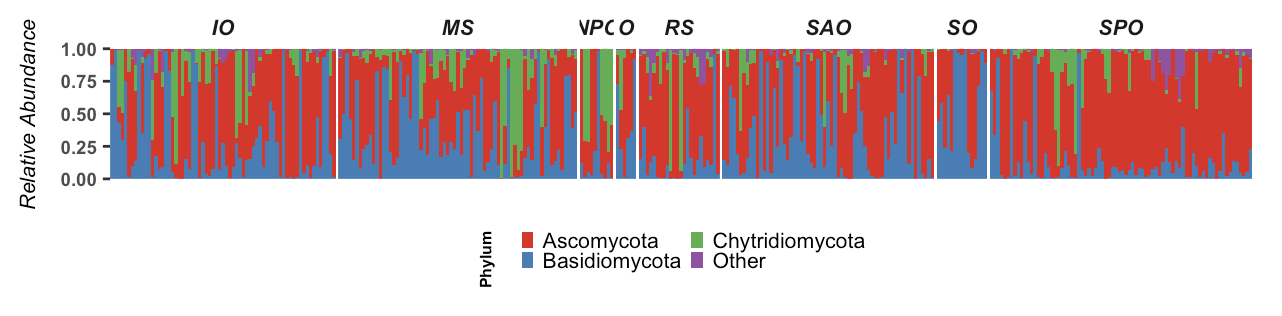 IO MS NPO O RS SAO SO SPO
Relative Abundance
1.00
0.75
0.50
0.25
0.00
Phylum
Ascomycota Chytridiomycota
Basidiomycota Other